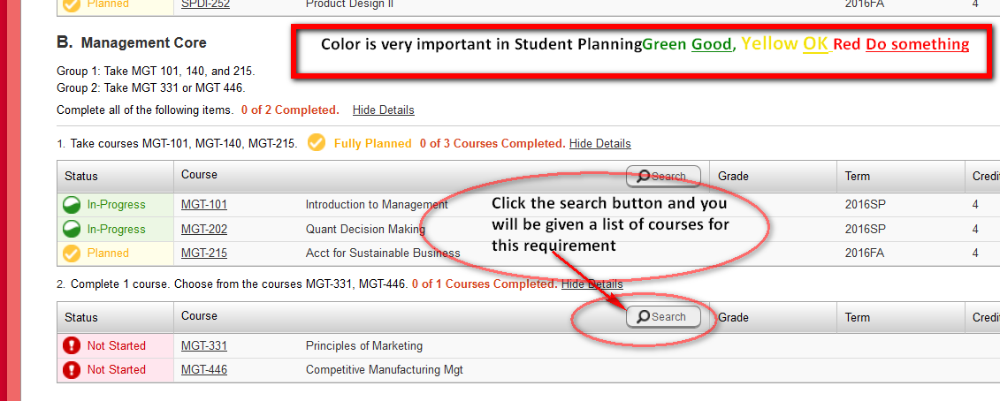 Planned SPDI-252 Product Design II 2016FA 4
B. Management Core
Color is very important in Student PlanningGreen Good, Yellow OK Red Do something
Group 1: Take MGT 101, 140, and 215.
Group 2: Take MGT 331 or MGT 446.
Complete all of the following items. 0 of 2 Completed. Hide Details
1. Take courses MGT-101, MGT-140, MGT-215. Fully Planned 0 of 3 Courses Completed. Hide Details
Status Course Search Grade Term Credi
In-Progress MGT-101 Introduction to Management 2016SP 4
In-Progress MGT-202 Quant Decision Making 2016SP 4
Planned MGT-215 Acct for Sustainable Business 2016FA 4
Click the search button and you
will be given a list of courses for
this requirement
2. Complete 1 course. Choose from the courses MGT-331, MGT-446. 0 of 1 Courses Completed. Hide Details
Status Course Search Grade Term Credi
Not Started MGT-331 Principles of Marketing
Not Started MGT-446 Competitive Manufacturing Mgt